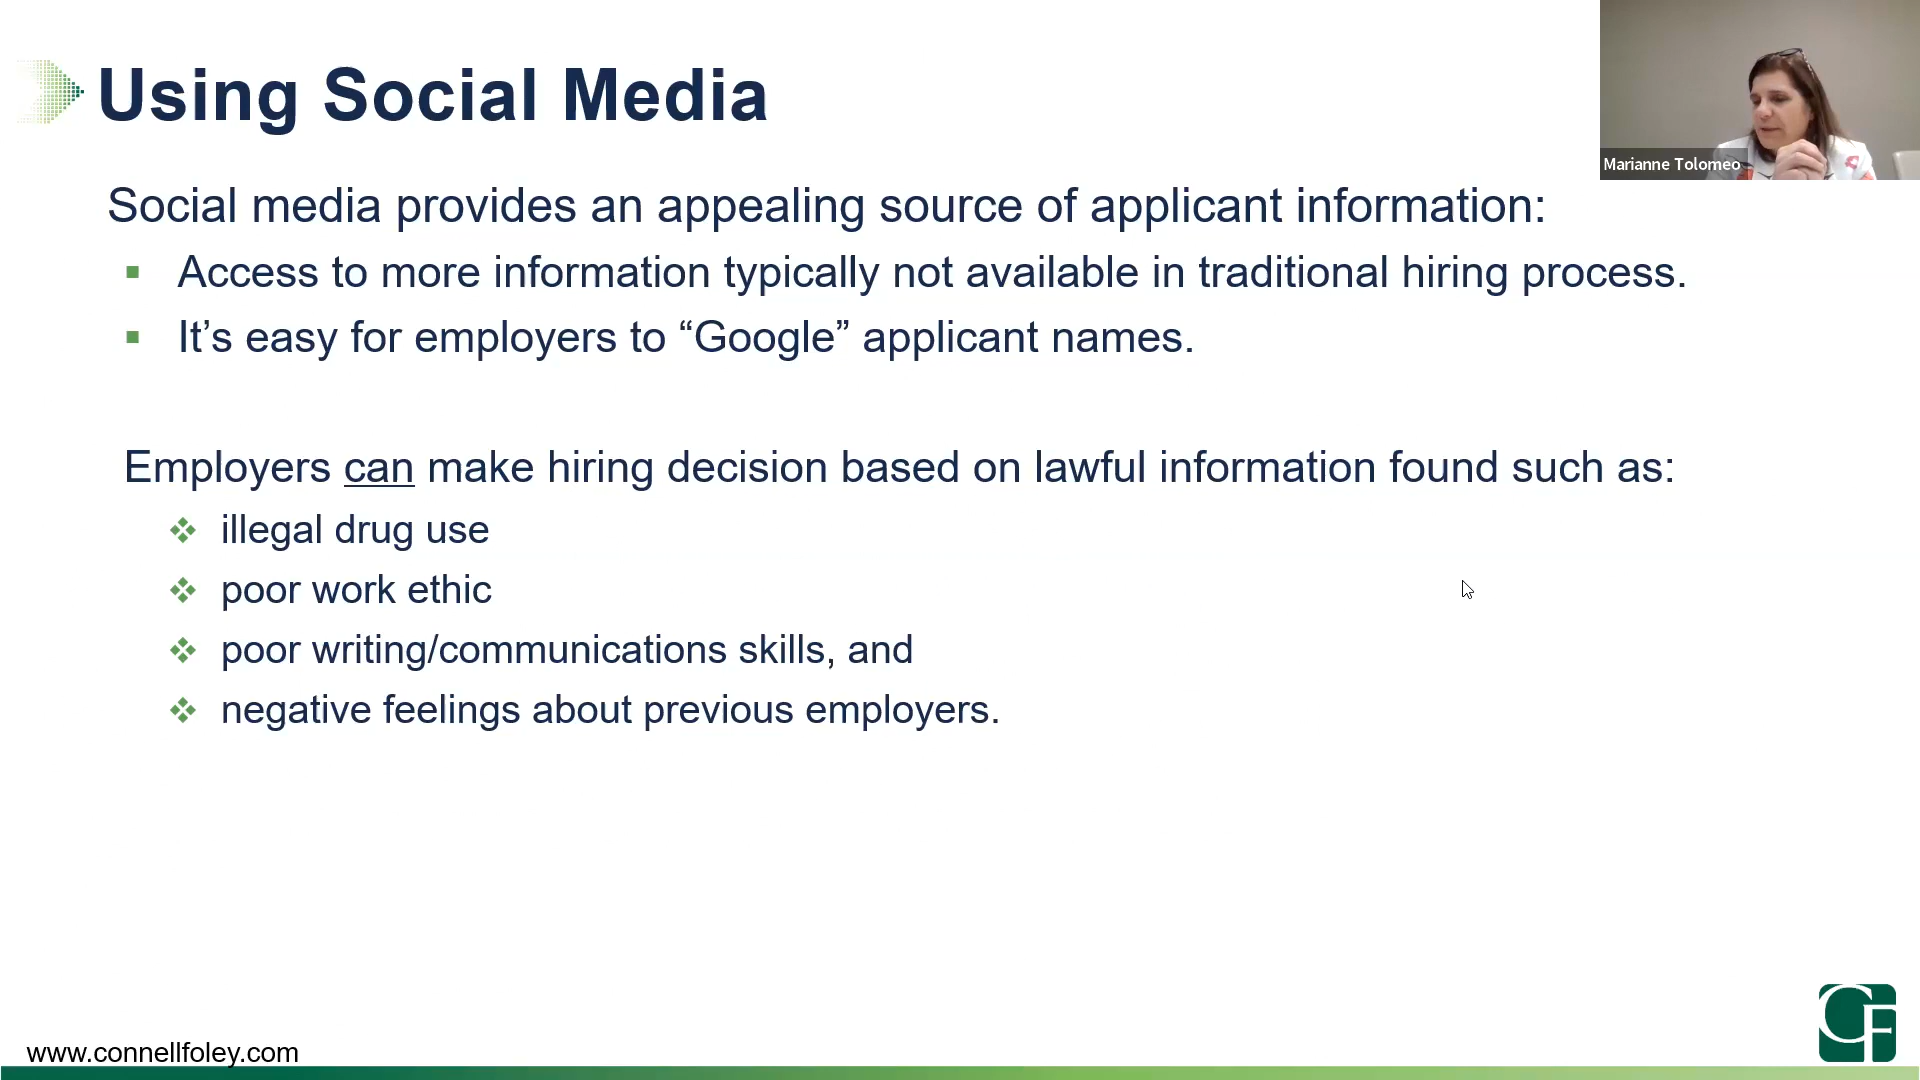 Using Social Media
Marianne Tolomeo
Social media provides an appealing source of applicant information:
Access to more information typically not available in traditional hiring process.
It’s easy for employers to “Google” applicant names.
Employers can make hiring decision based on lawful information found such as:
illegal drug use
poor work ethic
poor writing/communications skills, and
negative feelings about previous employers.
CF
www.connellfoley.com